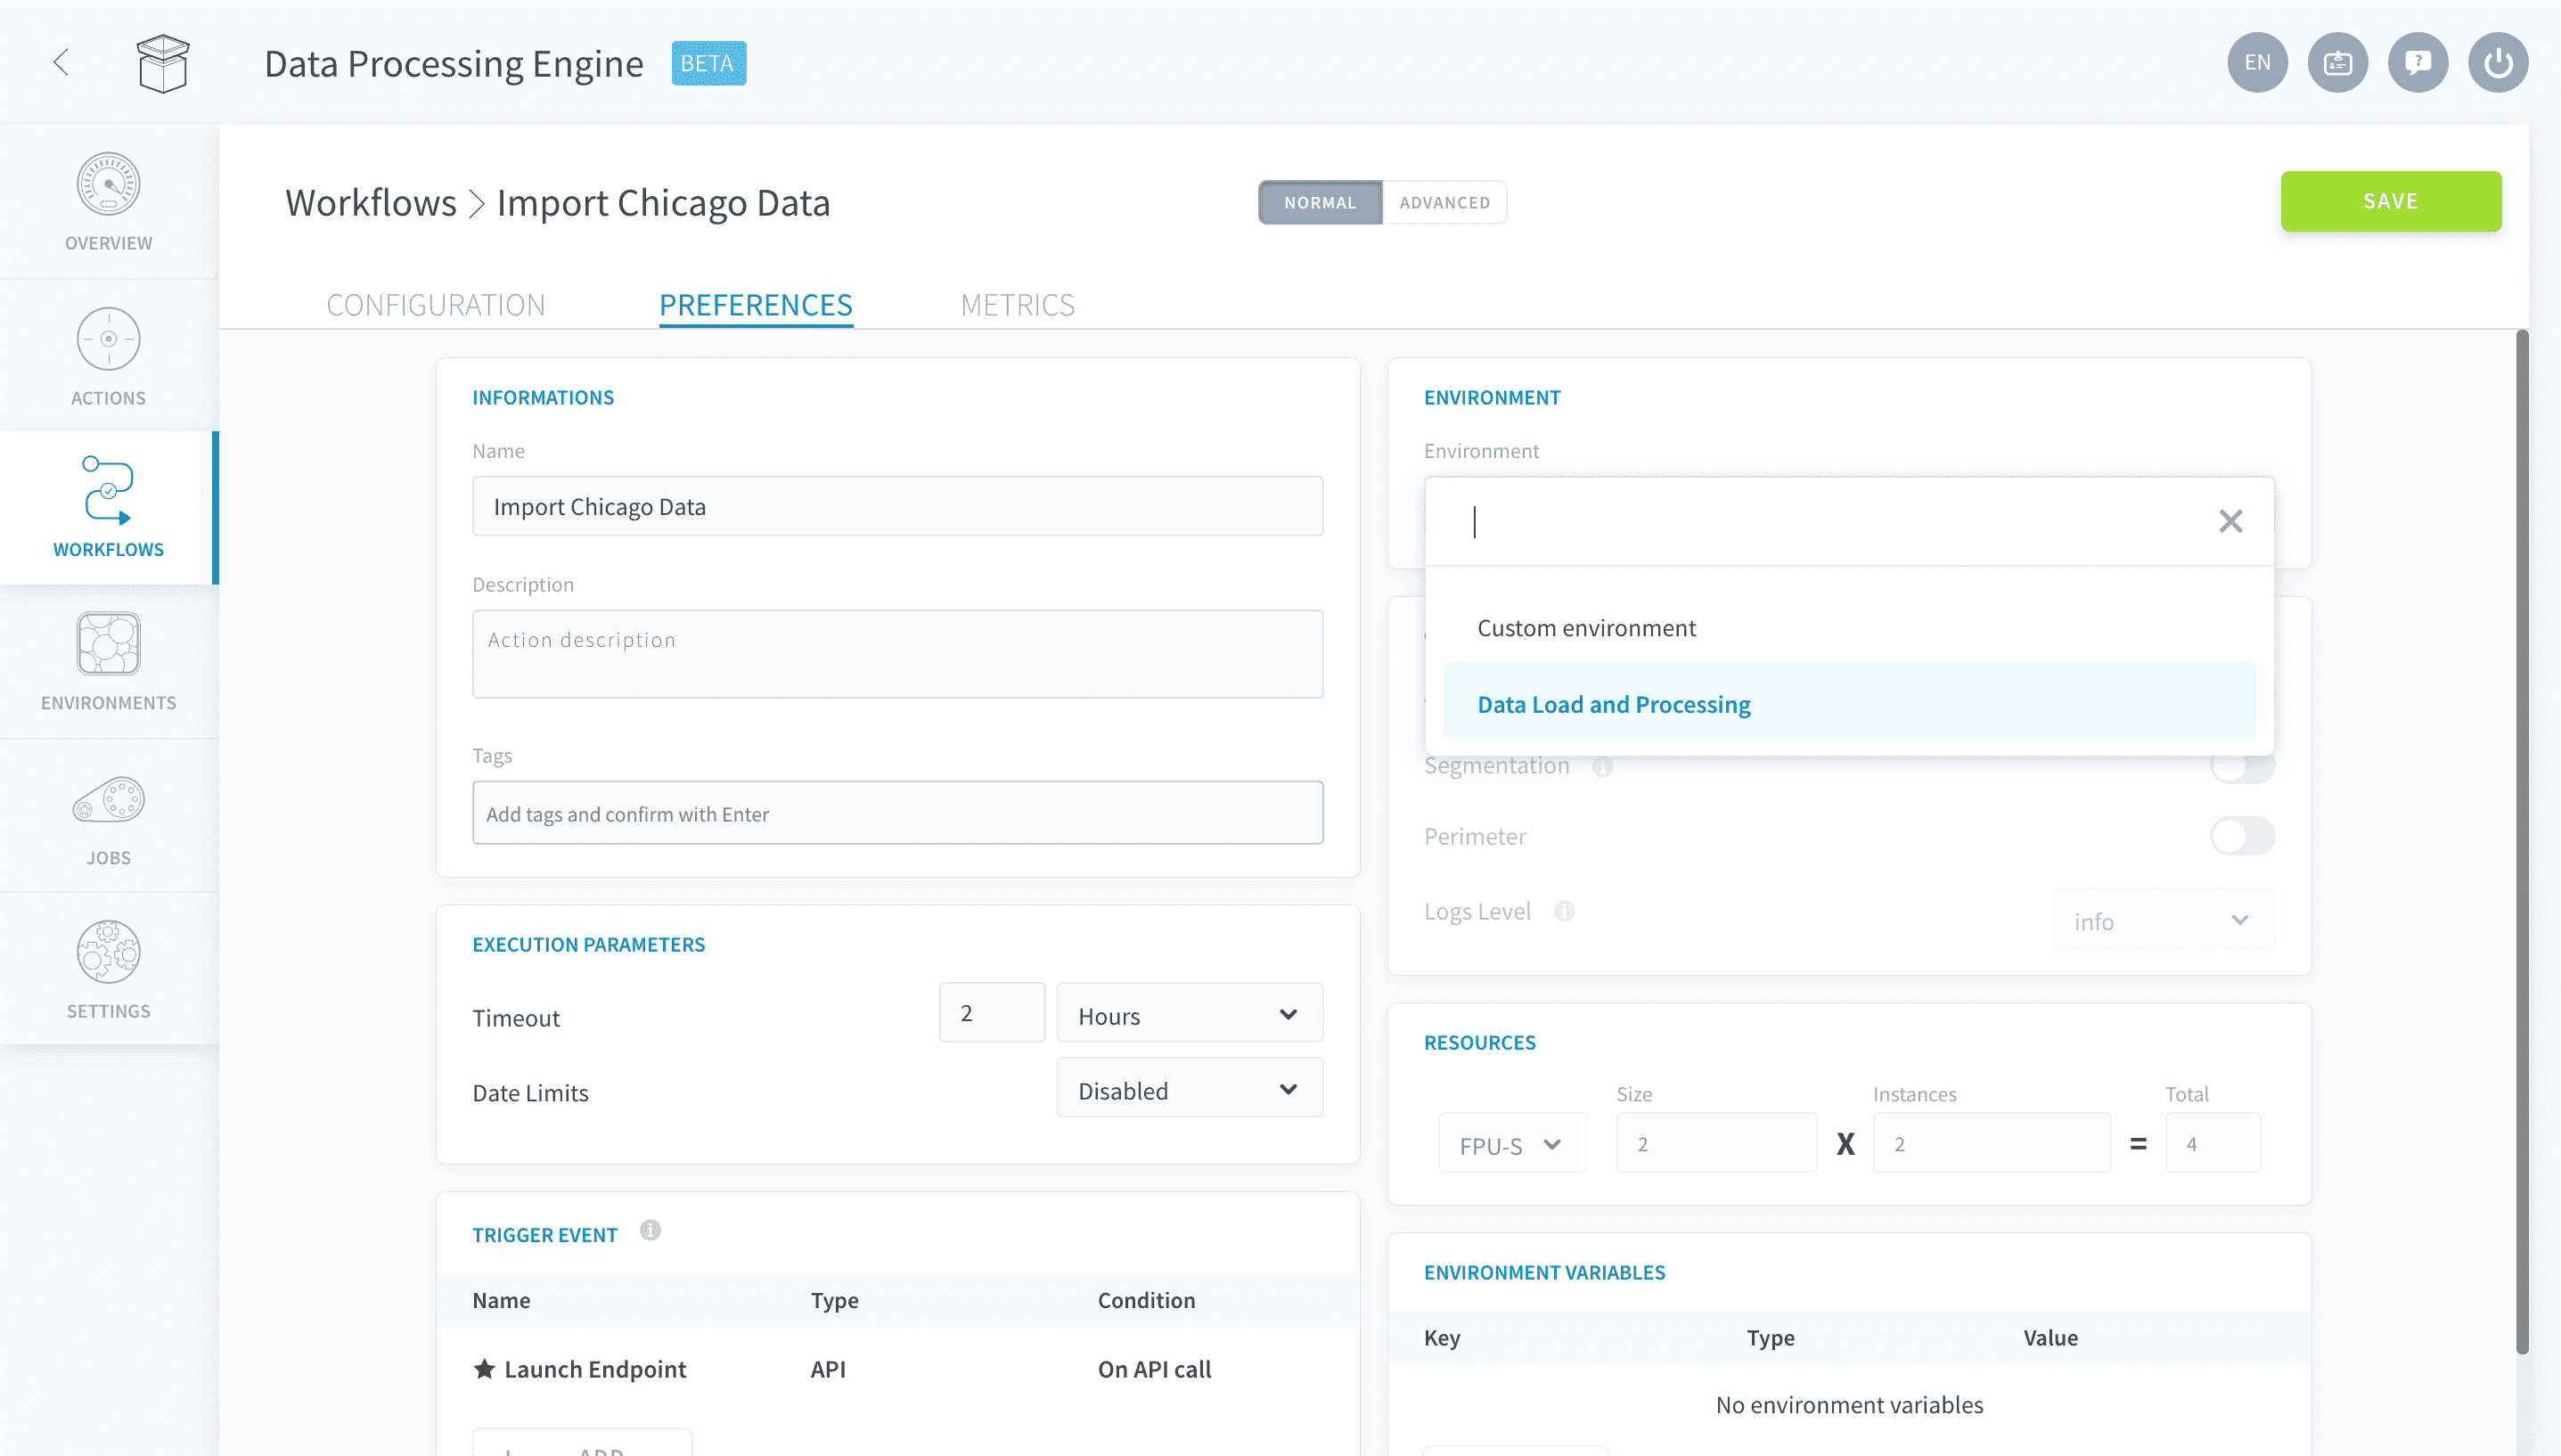 Data Processing Engine BETA
EN
OVERVIEW
ACTIONS
WORKFLOWS
ENVIRONMENTS
JOBS
SETTINGS
Workflows > Import Chicago Data
NORMAL ADVANCED
SAVE
CONFIGURATION PREFERENCES METRICS
INFORMATIONS
Name
Import Chicago Data
Description
Action description
Tags
Add tags and confirm with Enter
EXECUTION PARAMETERS
Timeout 2 Hours
Date Limits Disabled
TRIGGER EVENT
Name Type Condition
Launch Endpoint API On API call
ENVIRONMENT
Environment
Custom environment
Data Load and Processing
Segmentation
Perimeter
Logs Level info
RESOURCES
Size Instances Total
FPU-S 2 X 2 = 4
ENVIRONMENT VARIABLES
Key Type Value
No environment variables